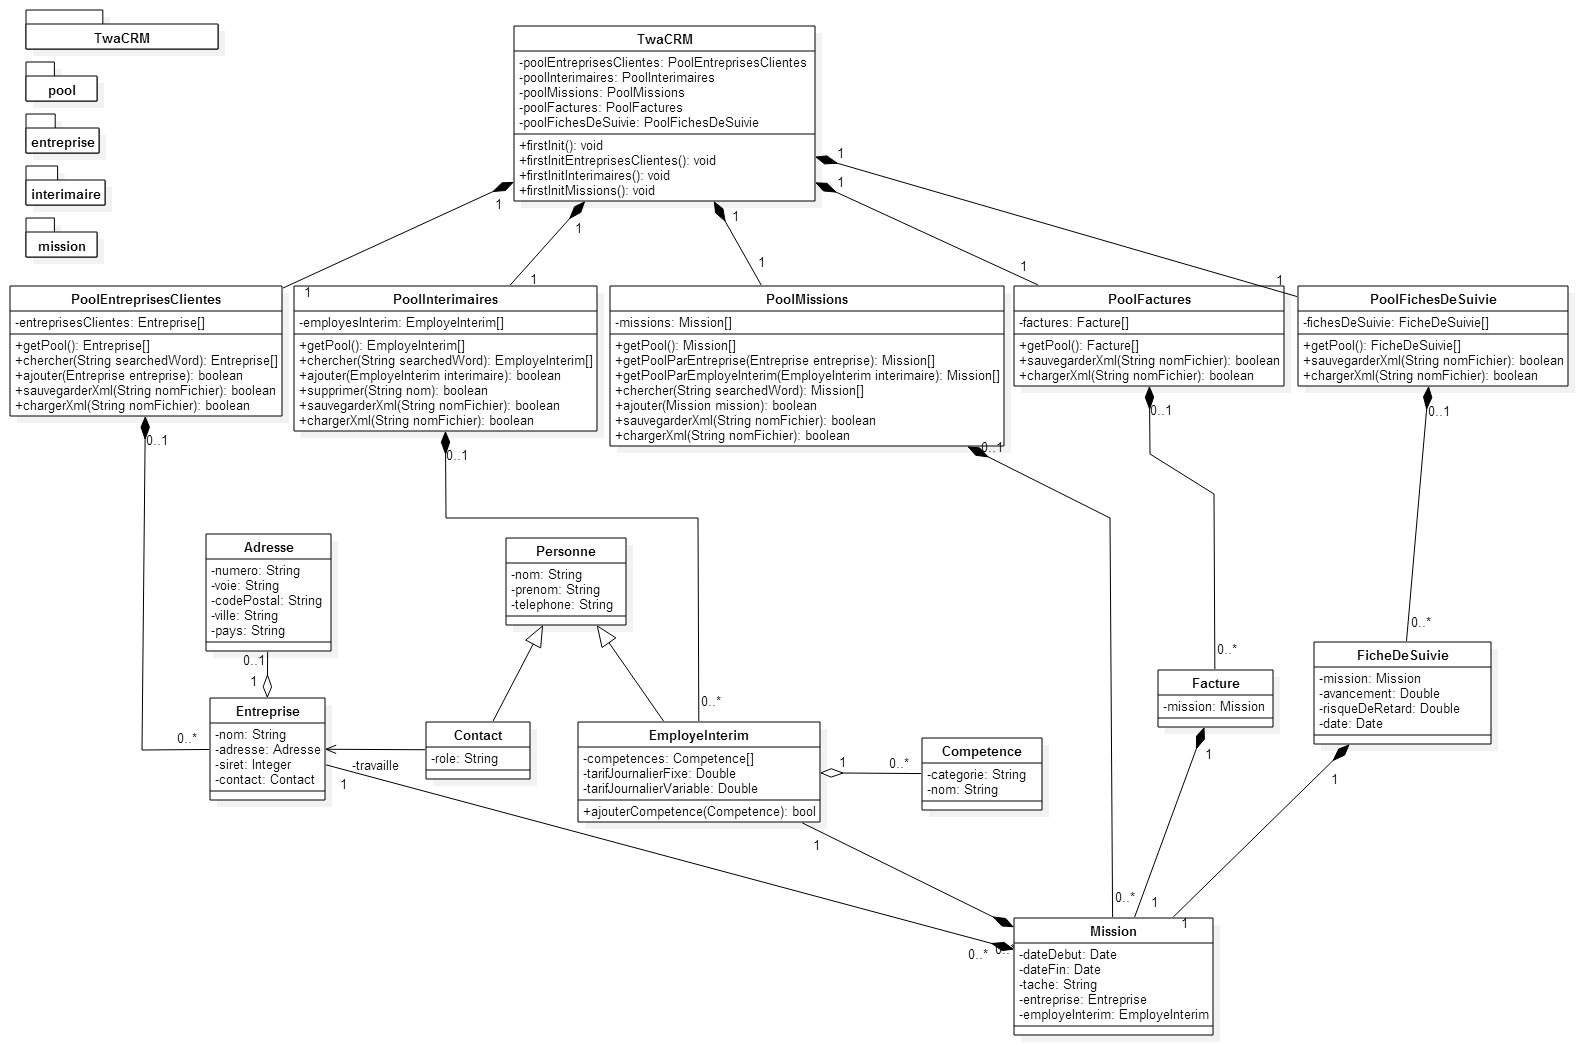 TwaCRM
pool
entreprise
interimaire
mission
TwaCRM
-poolEntreprisesClientes: PoolEntreprisesClientes
-poolInterimaires: PoolInterimaires
-poolMissions: PoolMissions
-poolFactures: PoolFactures
-poolFichesDeSuivie: PoolFichesDeSuivie
+firstInit(): void
+firstInitEntreprisesClientes(): void
+firstInitInterimaires(): void
+firstInitMissions(): void
1
1
1
1
1
1
1
1
1
1
PoolEntreprisesClientes
-entreprisesClientes: Entreprise[]
+getPool(): Entreprise[]
+chercher(String searchedWord): Entreprise[]
+ajouter(Entreprise entreprise): boolean
+sauvegarderXml(String nomFichier): boolean
+chargerXml(String nomFichier): boolean
0..1
PoolInterimaires
-employesInterim: EmployeInterim[]
+getPool(): EmployeInterim[]
+chercher(String searchedWord): EmployeInterim[]
+ajouter(EmployeInterim interimaire): boolean
+supprimer(String nom): boolean
+sauvegarderXml(String nomFichier): boolean
+chargerXml(String nomFichier): boolean
0..1
PoolMissions
-missions: Mission[]
+getPool(): Mission[]
+getPoolParEntreprise(Entreprise entreprise): Mission[]
+getPoolParEmployeInterim(EmployeInterim interimaire): Mission[]
+chercher(String searchedWord): Mission[]
+ajouter(Mission mission): boolean
+sauvegarderXml(String nomFichier): boolean
+chargerXml(String nomFichier): boolean
0..1
PoolFactures
-factures: Facture[]
+getPool(): Facture[]
+sauvegarderXml(String nomFichier): boolean
+chargerXml(String nomFichier): boolean
0..1
PoolFichesDeSuivie
-fichesDeSuivie: FicheDeSuivie[]
+getPool(): FicheDeSuivie[]
+sauvegarderXml(String nomFichier): boolean
+chargerXml(String nomFichier): boolean
0..1
Adresse
-numero: String
-voie: String
-codePostal: String
-ville: String
-pays: String
0..1
1
Personne
-nom: String
-prenom: String
-telephone: String
0..*
Entreprise
-nom: String
-adresse: Adresse
-siret: Integer
-contact: Contact
-travaille
1
Contact
-role: String
0..*
EmployeInterim
-competences: Competence[]
-tarifJournalierFixe: Double
-tarifJournalierVariable: Double
+ajouterCompetence(Competence): bool
1
0..*
1
Competence
-categorie: String
-nom: String
0..*
Facture
-mission: Mission
1
0..*
FicheDeSuivie
-mission: Mission
-avancement: Double
-risqueDeRetard: Double
-date: Date
1
0..*
1
1
0..*
0..*
Mission
-dateDebut: Date
-dateFin: Date
-tache: String
-entreprise: Entreprise
-employeInterim: EmployeInterim